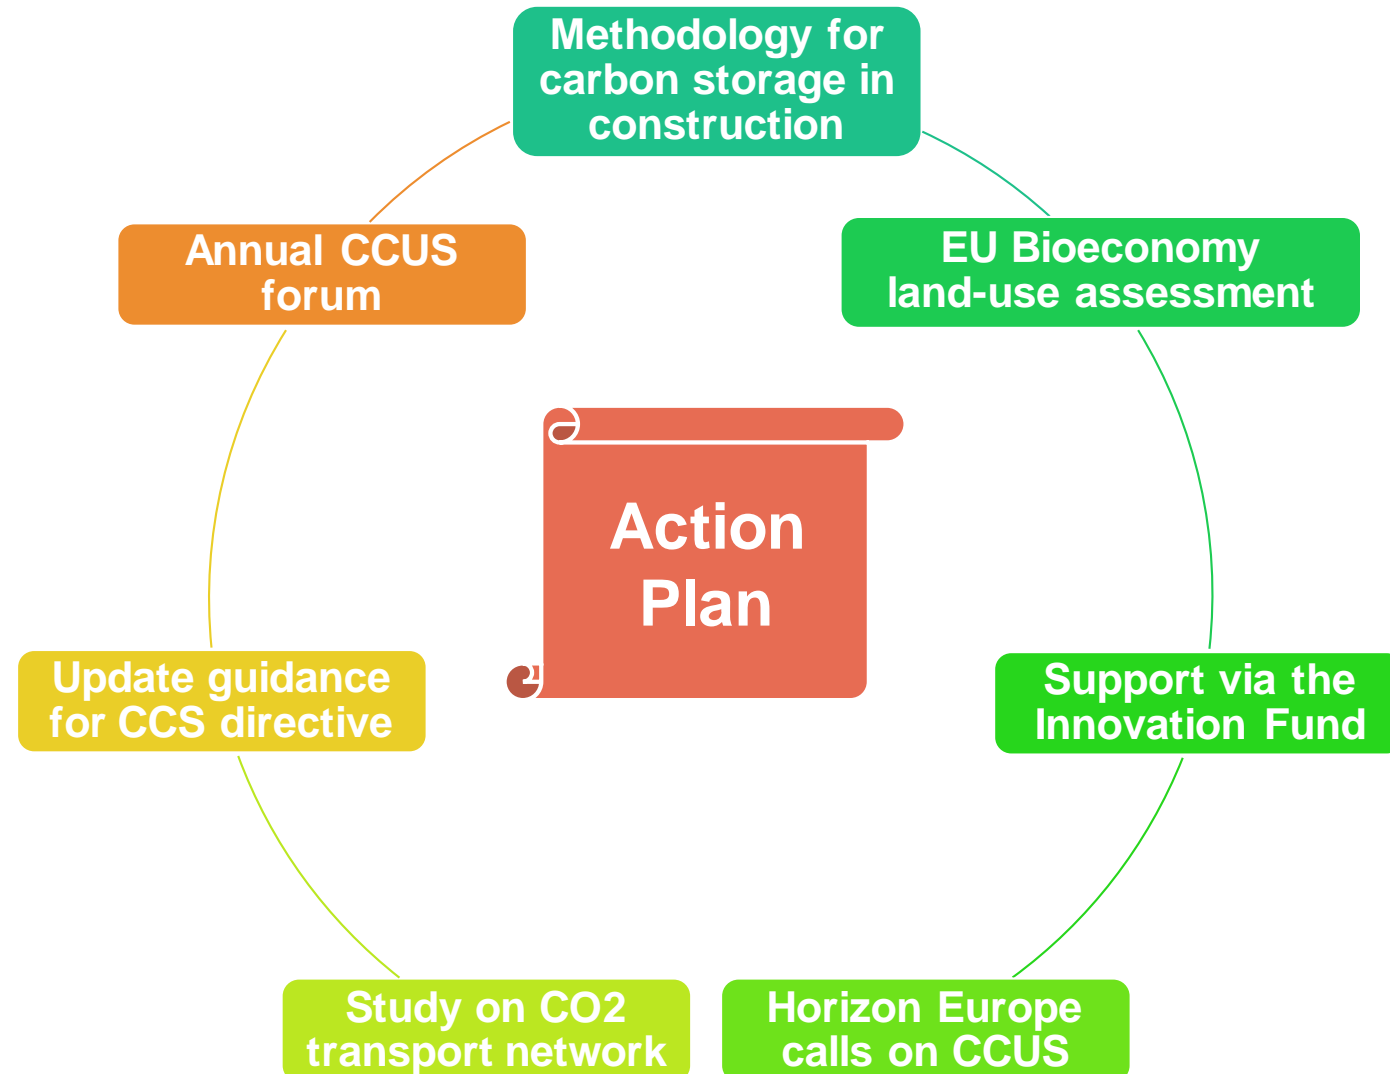 Methodology for
carbon storage in
construction
Annual CCUS
forum
EU Bioeconomy
land-use assessment
Action
Plan
Update guidance
for CCS directive
Support via the
Innovation Fund
Study on CO2
transport network
Horizon Europe
calls on CCUS